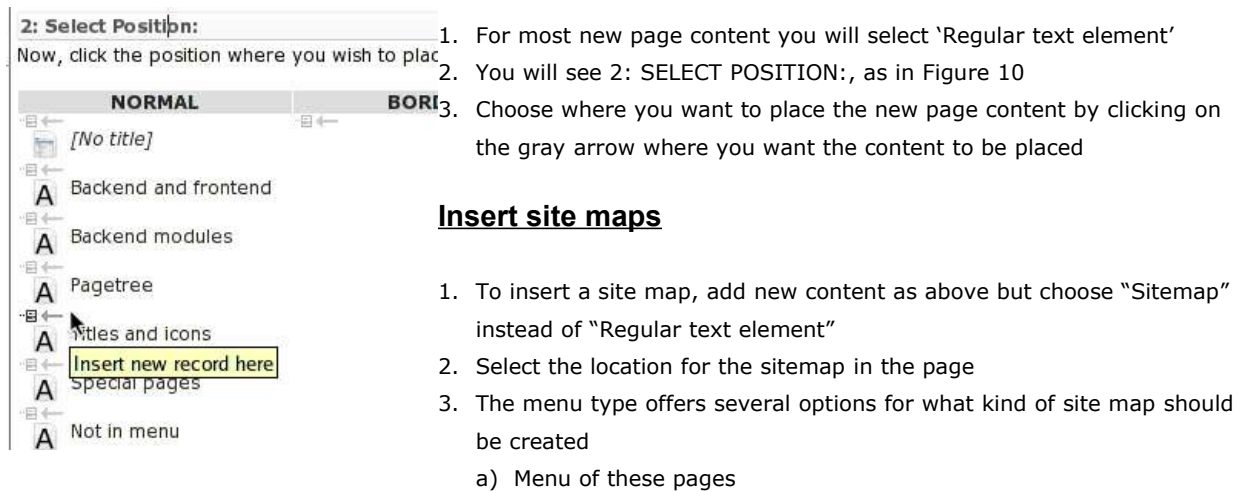 2: Select Position:
Now, click the position where you wish to plac
NORMAL
BORD
[No title]
A Backend and frontend
A Backend modules
A Pagetree
A Titles and icons
Insert new record here
A Special pages
A Not in menu
1. For most new page content you will select ‘Regular text element’
2. You will see 2: SELECT POSITION:, as in Figure 10
3. Choose where you want to place the new page content by clicking on
the gray arrow where you want the content to be placed
Insert site maps
1. To insert a site map, add new content as above but choose “Sitemap”
instead of “Regular text element”
2. Select the location for the sitemap in the page
3. The menu type offers several options for what kind of site map should
be created
a) Menu of these pages